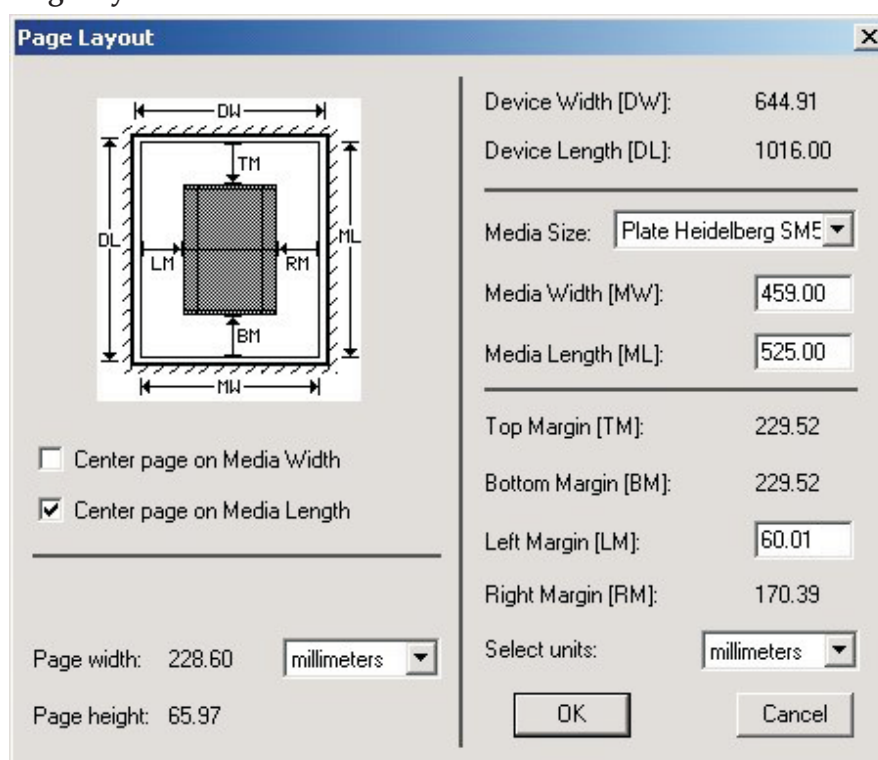 Page Layout
DW
TM
DL
ML
LM
RM
BM
MW
Center page on Media Width
Center page on Media Length
Page width: 228.60 millimeters
Page height: 65.97
Device Width [DW]: 644.91
Device Length [DL]: 1016.00
Media Size: Plate Heidelberg SM5
Media Width [MW]: 459.00
Media Length [ML]: 525.00
Top Margin [TM]: 229.52
Bottom Margin [BM]: 229.52
Left Margin [LM]: 60.01
Right Margin [RM]: 170.39
Select units: millimeters
OK Cancel